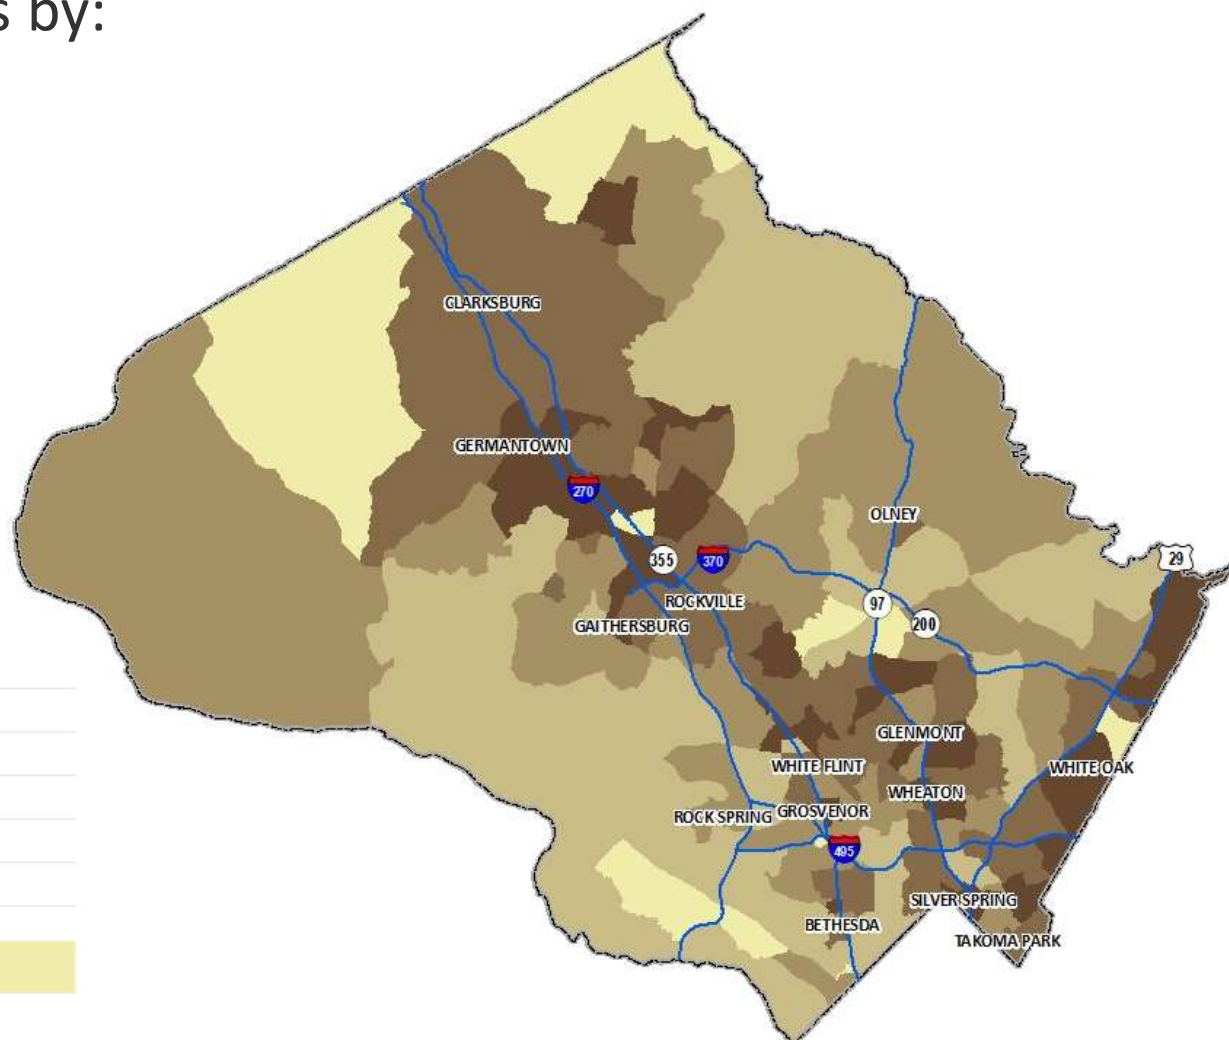 s by:
CLARKSBURG
GERMANTOWN
270
OLNEY
355
370
29
ROCKVILLE
97
200
GAITHERSBURG
GLENMONT
WHITE FLINT
WHITE OAK
WHEATON
ROCK SPRING
GROSVENOR
495
SILVER SPRING
BETHESDA
TAKOMA PARK